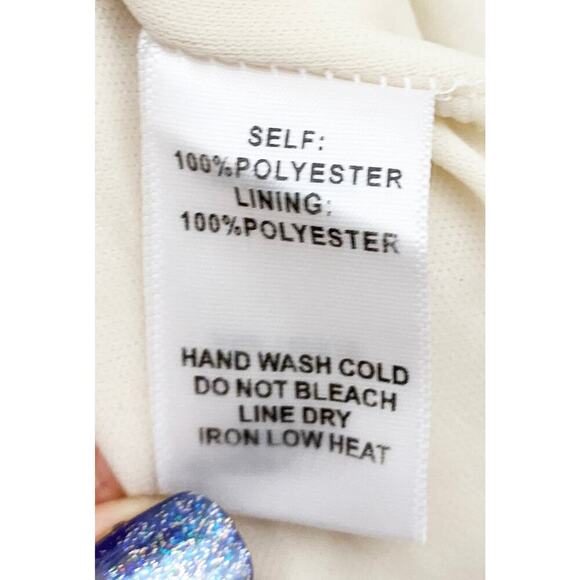 SELF:
100%POLYESTER
LINING:
100%POLYESTER
HAND WASH COLD
DO NOT BLEACH
LINE DRY
IRON LOW HEAT